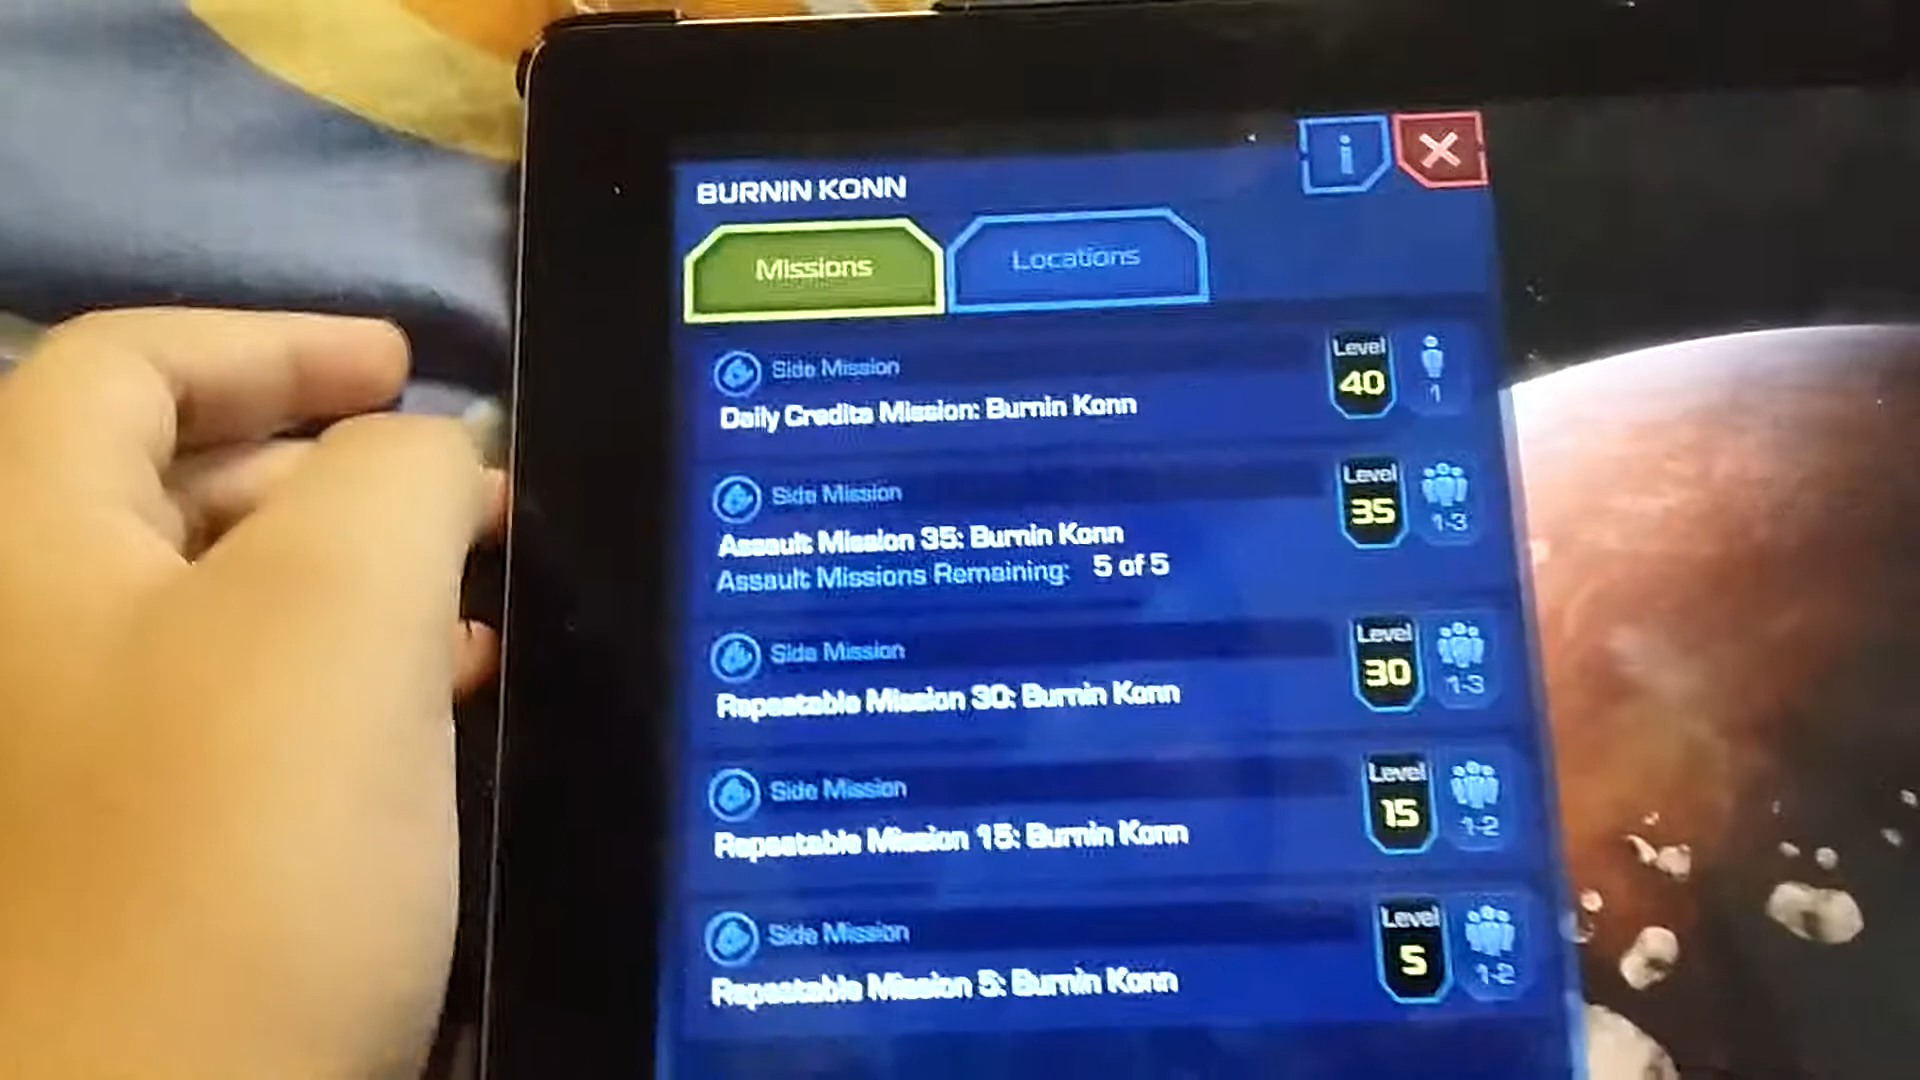 BURNIN KONN
Missions
Locations
Side Mission
Level
40
1
Daily Credits Mission: Burnin Konn
Side Mission
Level
35
1-3
Assault Mission 35: Burnin Konn
Assault Missions Remaining: 5 of 5
Side Mission
Level
30
1-3
Repeatable Mission 30: Burnin Konn
Side Mission
Level
15
1-2
Repeatable Mission 15: Burnin Konn
Side Mission
Level
5
1-2
Repeatable Mission 5: Burnin Konn